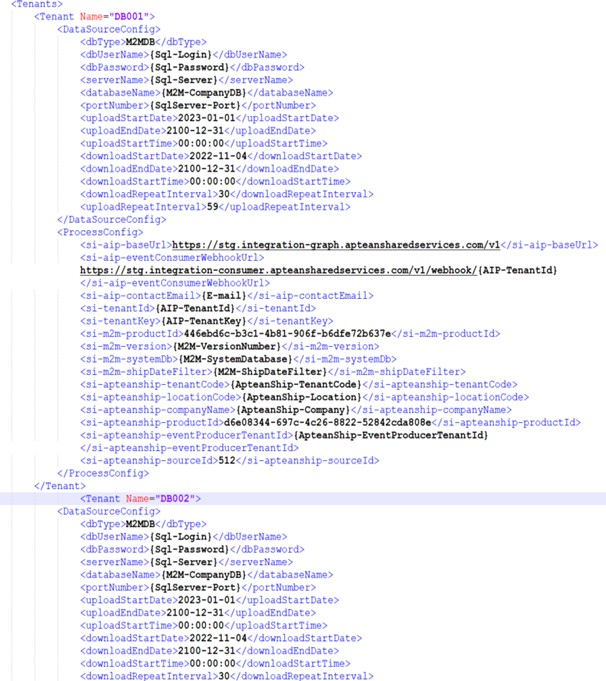 <Tenants>
<Tenant Name="DB001">
<DataSourceConfig>
<dbType>M2MDB</dbType>
<dbUserName>{Sql-Login}</dbUserName>
<dbPassword>{Sql-Password}</dbPassword>
<serverName>{Sql-Server}</serverName>
<databaseName>{M2M-CompanyDB}</databaseName>
<portNumber>{SqlServer-Port}</portNumber>
<uploadStartDate>2023-01-01</uploadStartDate>
<uploadEndDate>2100-12-31</uploadEndDate>
<uploadStartTime>00:00:00</uploadStartTime>
<downloadStartDate>2022-11-04</downloadStartDate>
<downloadEndDate>2100-12-31</downloadEndDate>
<downloadStartTime>00:00:00</downloadStartTime>
<downloadRepeatInterval>30</downloadRepeatInterval>
<uploadRepeatInterval>59</uploadRepeatInterval>
</DataSourceConfig>
<ProcessConfig>
<si-aip-baseUrl>https://stg.integration-graph.apteansharedservices.com/v1</si-aip-baseUrl>
<si-aip-eventConsumerWebhookUrl>
https://stg.integration-consumer.apteansharedservices.com/v1/webhook/{AIP-TenantId}
</si-aip-eventConsumerWebhookUrl>
<si-aip-contactEmail>{E-mail}</si-aip-contactEmail>
<si-tenantId>{AIP-TenantId}</si-tenantId>
<si-tenantKey>{AIP-TenantKey}</si-tenantKey>
<si-m2m-productId>446ebd6c-b3c1-4b81-906f-b6dfe72b637e</si-m2m-productId>
<si-m2m-version>{M2M-VersionNumber}</si-m2m-version>
<si-m2m-systemDb>{M2M-SystemDatabase}</si-m2m-systemDb>
<si-m2m-shipDateFilter>{M2M-ShipDateFilter}</si-m2m-shipDateFilter>
<si-apteanship-tenantCode>{ApteanShip-TenantCode}</si-apteanship-tenantCode>
<si-apteanship-locationCode>{ApteanShip-Location}</si-apteanship-locationCode>
<si-apteanship-companyName>{ApteanShip-Company}</si-apteanship-companyName>
<si-apteanship-productId>d6e08344-697c-4c26-8822-52842cda808e</si-apteanship-productId>
<si-apteanship-eventProducerTenantId>{ApteanShip-EventProducerTenantId}
</si-apteanship-eventProducerTenantId>
<si-apteanship-sourceId>512</si-apteanship-sourceId>
</ProcessConfig>
</Tenant>
<Tenant Name="DB002">
<DataSourceConfig>
<dbType>M2MDB</dbType>
<dbUserName>{Sql-Login}</dbUserName>
<dbPassword>{Sql-Password}</dbPassword>
<serverName>{Sql-Server}</serverName>
<databaseName>{M2M-CompanyDB}</databaseName>
<portNumber>{SqlServer-Port}</portNumber>
<uploadStartDate>2023-01-01</uploadStartDate>
<uploadEndDate>2100-12-31</uploadEndDate>
<uploadStartTime>00:00:00</uploadStartTime>
<downloadStartDate>2022-11-04</downloadStartDate>
<downloadEndDate>2100-12-31</downloadEndDate>
<downloadStartTime>00:00:00</downloadStartTime>
<downloadRepeatInterval>30</downloadRepeatInterval>